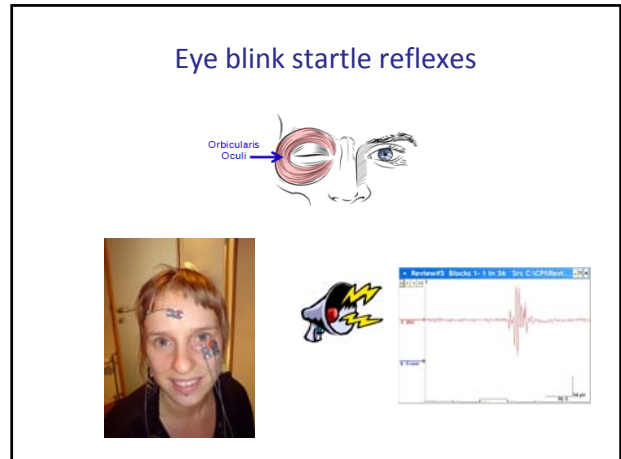 Eye blink startle reflexes
Orbicularis
Oculi
Review#3 Blocks 1- 1 In 36 Src C:\CPI\Revi...